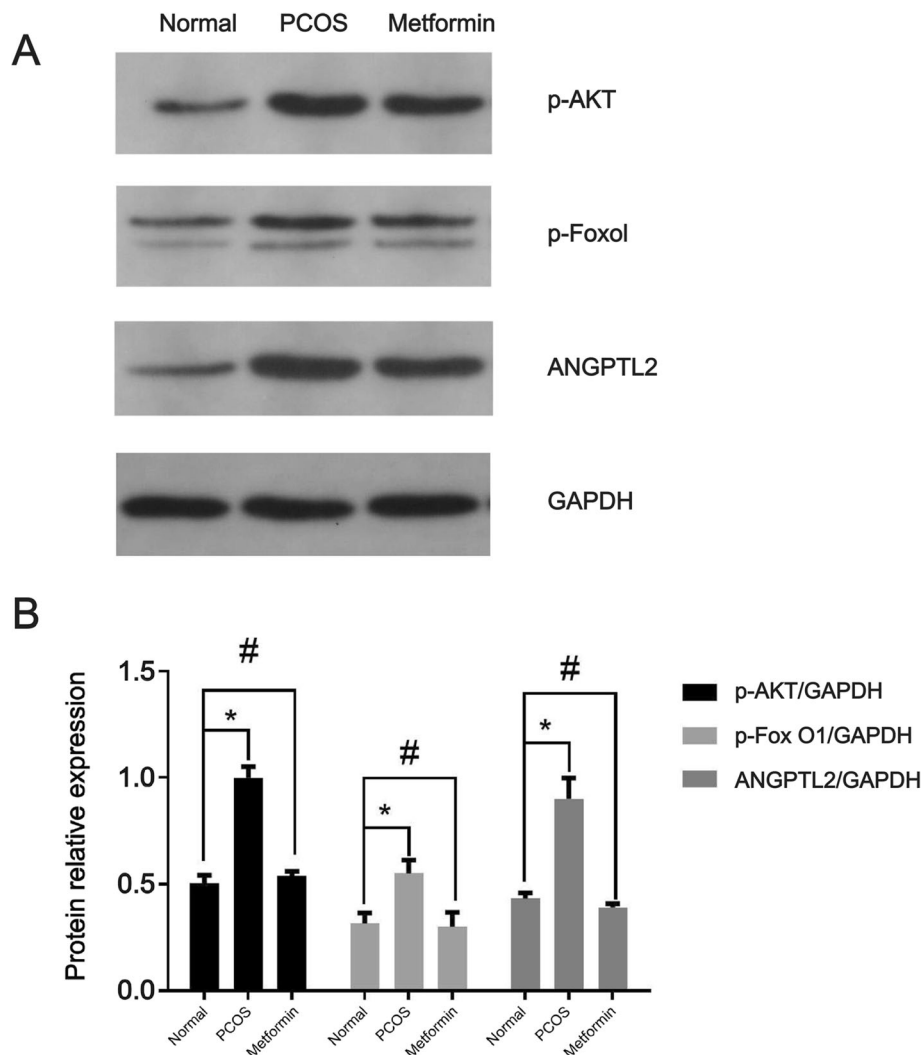 Normal PCOS Metformin
A
p-AKT
p-Foxol
ANGPTL2
GAPDH
B
Protein relative expression
1.5
1.0
0.5
0.0
#
*
#
*
#
*
Normal PCOS Metformin Normal PCOS Metformin Normal PCOS Metformin
p-AKT/GAPDH
p-Fox O1/GAPDH
ANGPTL2/GAPDH